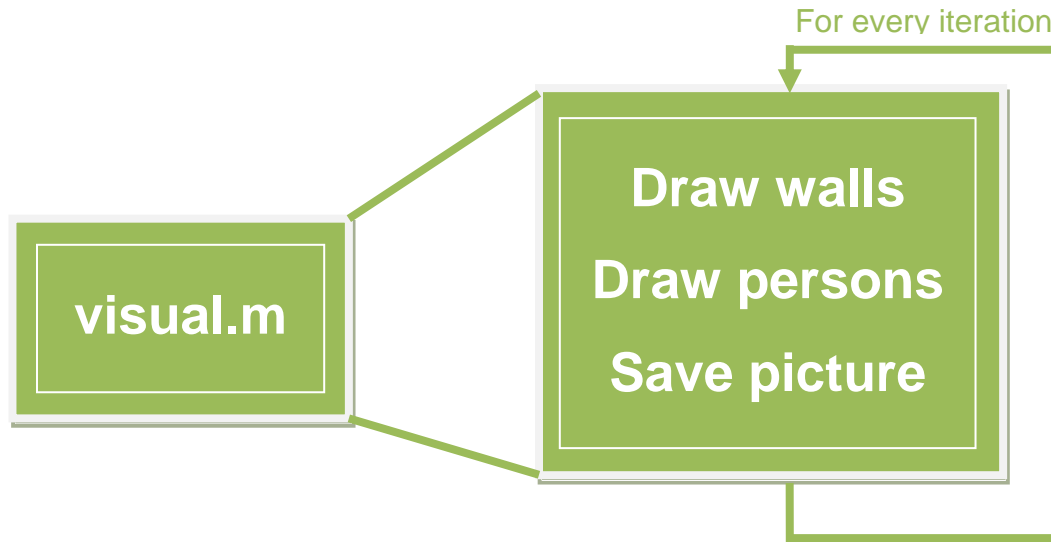 For every iteration
visual.m
Draw walls
Draw persons
Save picture